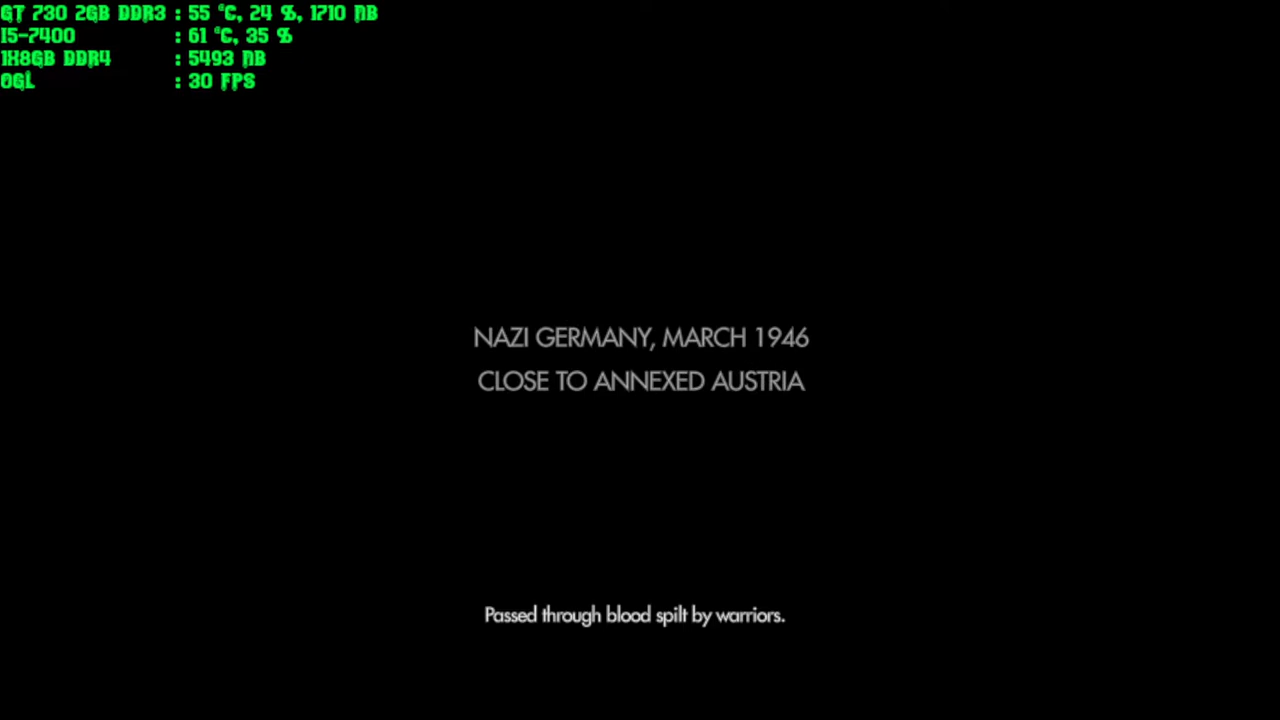 GT 730 2GB DDR3 : 55 °C, 24 %, 1710 MB
I5-7400 : 61 °C, 35 %
1X8GB DDR4 : 5493 MB
OGL : 30 FPS
NAZI GERMANY, MARCH 1946
CLOSE TO ANNEXED AUSTRIA
Passed through blood spilt by warriors.